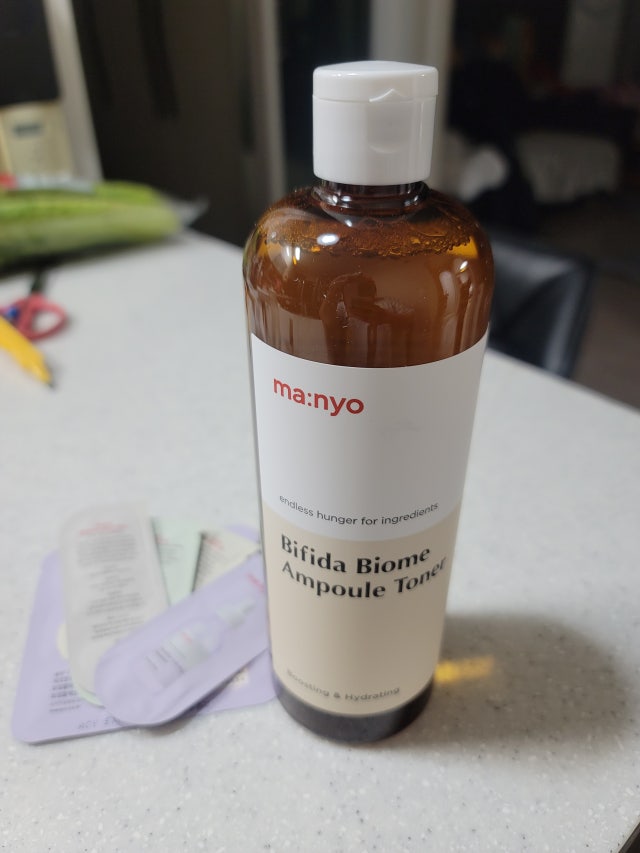 ma:nyo
endless hunger for ingredients
Bifida Biome
Ampoule Toner
Boosting & Hydrating